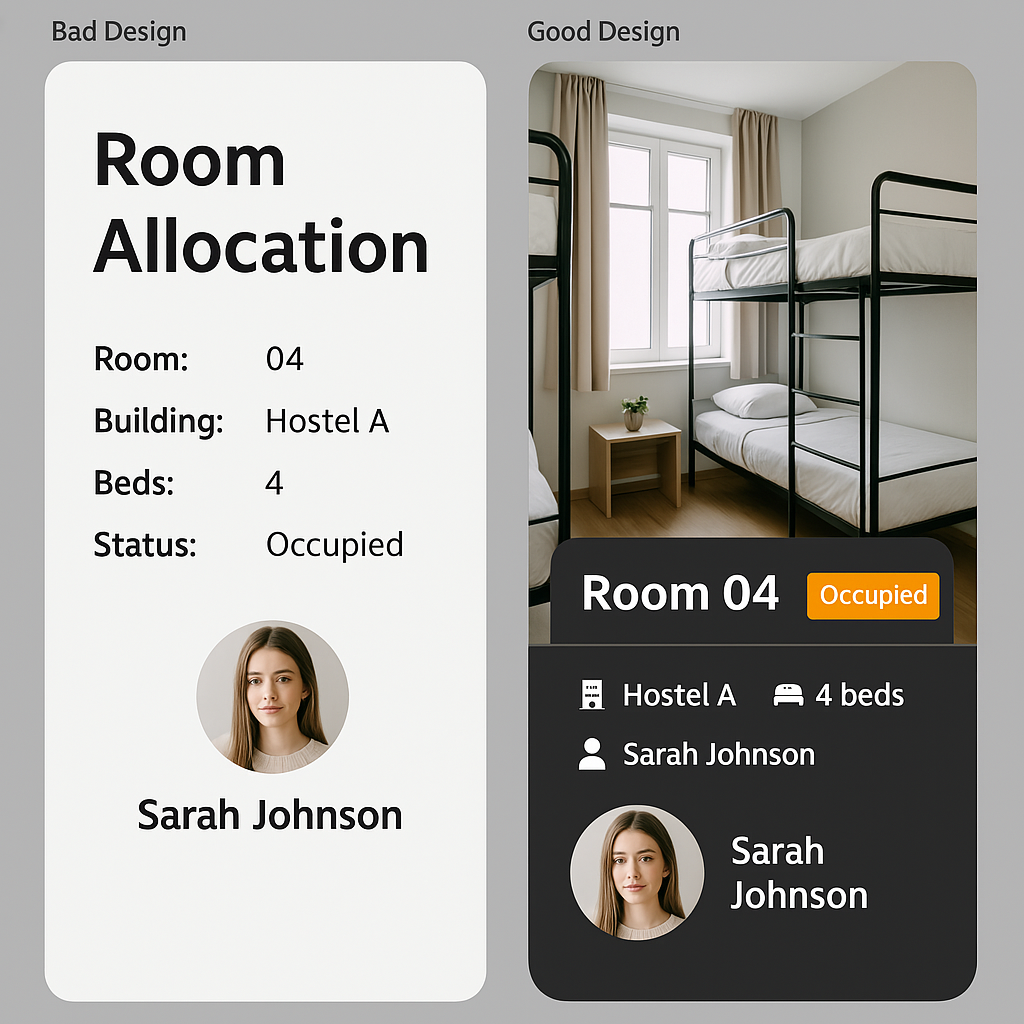 Bad Design
Room
Allocation
Room: 04
Building: Hostel A
Beds: 4
Status: Occupied
Sarah Johnson
Good Design
Room 04 Occupied
Hostel A 4 beds
Sarah Johnson
Sarah
Johnson